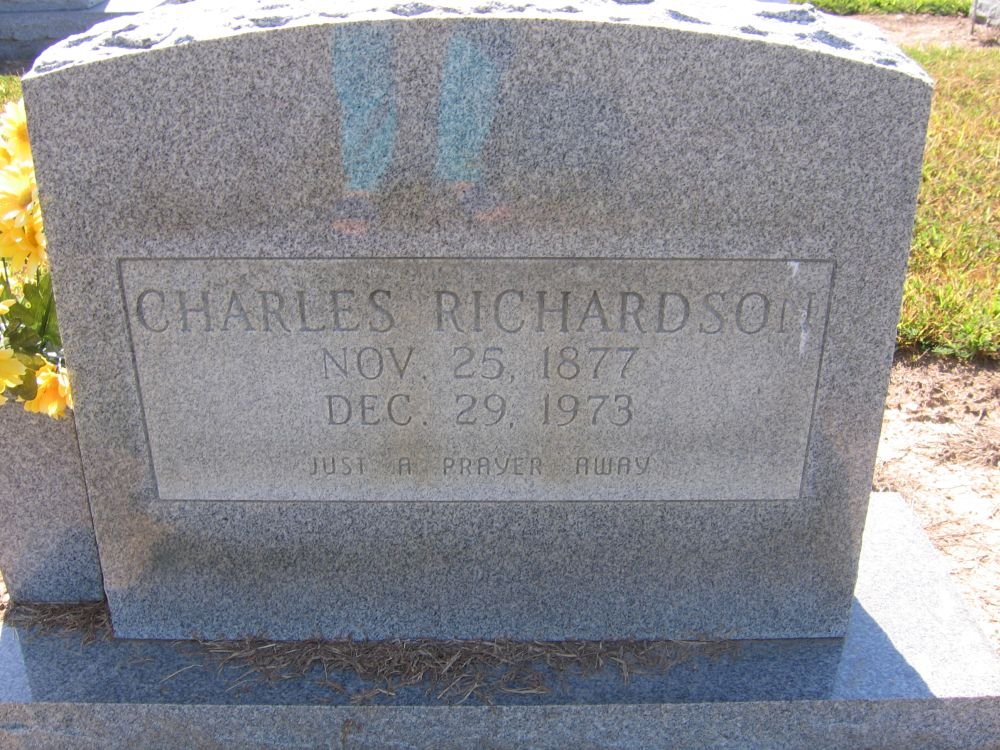 CHARLES RICHARDSON
NOV. 25, 1877
DEC. 29, 1973
JUST A PRAYER AWAY